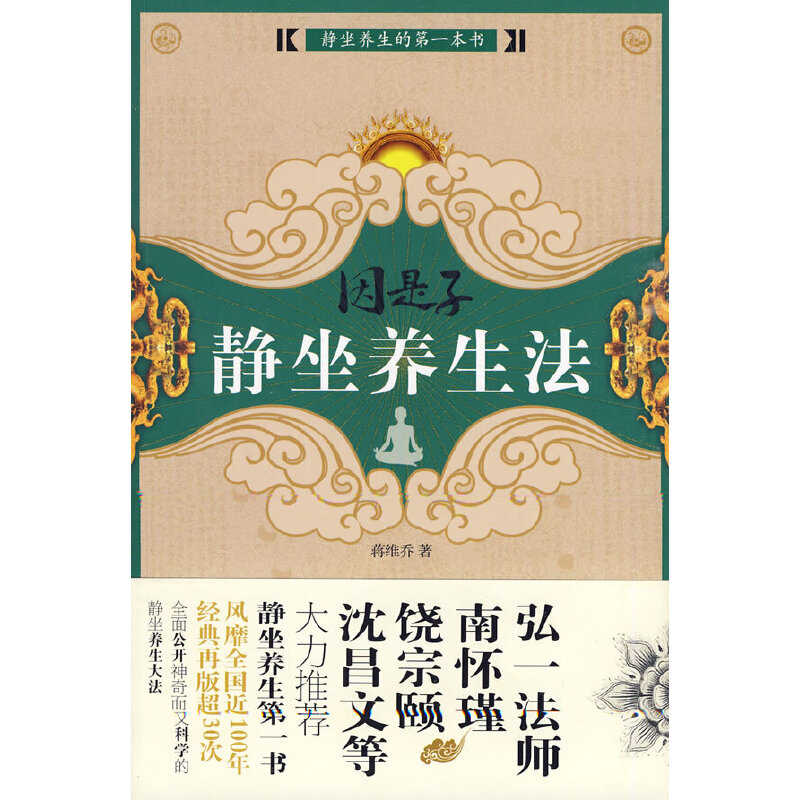 静坐养生的第一本书
因是子
静坐养生法
蒋维乔 著
弘一法师
南怀瑾
饶宗颐
沈昌文等
大力推荐
静坐养生第一书
风靡全国近100年
经典再版超30次
全面公开神奇而又科学的
静坐养生大法